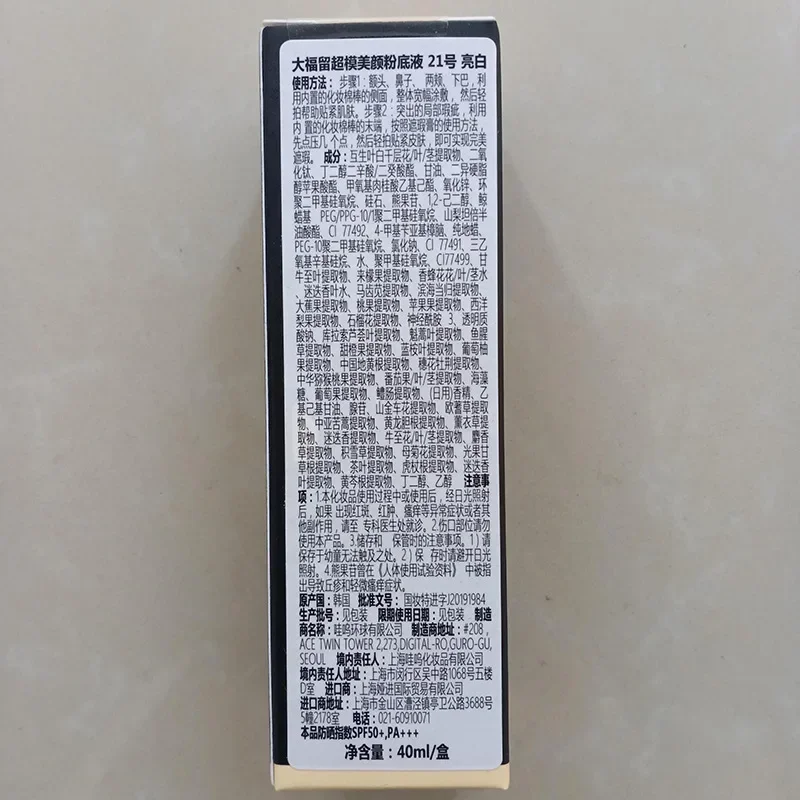 大福留超模美颜粉底液 21号 亮白
使用方法：步骤1：额头、鼻子、两颊、下巴，利
用内置的化妆棉棒的侧面，整体宽幅涂敷，然后轻
拍帮助贴紧肌肤。步骤2：突出的局部瑕疵，利用
内 置的化妆棉棒的末端，按照遮瑕膏的使用方法，
先点压几个点，然后轻拍贴紧皮肤，即可实现完美
遮瑕。成分：互生叶白千层花/叶/茎提取物、二氧
化钛、丁二醇二辛酸/二癸酸酯、甘油、二异硬脂
醇苹果酸酯、甲氧基肉桂酸乙基己酯、氧化锌、环
聚二甲基硅氧烷、硅石、熊果苷、1,2-己二醇、鲸
蜡基 PEG/PPG-10/1聚二甲基硅氧烷、山梨坦倍半
油酸酯、CI 77492、4-甲基苄亚基樟脑、纯地蜡、
PEG-10聚二甲基硅氧烷、氯化钠、CI 77491、三乙
氧基辛基硅烷、水、聚甲基硅氧烷、CI77499、甘
牛至叶提取物、来檬果提取物、香蜂花花/叶/茎水
、迷迭香叶水、马齿苋提取物、滨海当归提取物、
大蕉果提取物、桃果提取物、苹果果提取物、西洋
梨果提取物、石榴花提取物、神经酰胺 3、透明质
酸钠、库拉索芦荟叶提取物、魁蒿叶提取物、鱼腥
草提取物、甜橙果提取物、蓝桉叶提取物、葡萄柚
果提取物、中国地黄根提取物、穗花牡荆提取物、
中华猕猴桃果提取物、番茄果/叶/茎提取物、海藻
糖、葡萄果提取物、鳢肠提取物、(日用)香精、乙
基己基甘油、腺苷、山金车花提取物、欧蓍草提取
物、中亚苦蒿提取物、黄龙胆根提取物、薰衣草提
取物、迷迭香提取物、牛至花/叶/茎提取物、麝香
草提取物、积雪草提取物、母菊花提取物、光果甘
草根提取物、茶叶提取物、虎杖根提取物、迷迭香
叶提取物、黄芩根提取物、丁二醇、乙醇 注意事
项：1.本化妆品使用过程中或使用后，经日光照射
后，如果 出现红斑、红肿、瘙痒等异常症状或者其
他副作用，请至 专科医生处就诊。2.伤口部位请勿
使用本产品。3.储存和 保管时的注意事项。1）请
保存于幼童无法触及之处。2）保 存时请避开日光
照射。4.熊果苷曾在《人体使用试验资料》 中被指
出导致丘疹和轻微瘙痒症状。
原产国：韩国 批准文号：国妆特进字J20191984
生产批号：见包装 限期使用日期：见包装 制造
商名称：哇呜环球有限公司 制造商地址：#208，
ACE TWIN TOWER 2,273,DIGITAL-RO,GURO-GU,
SEOUL 境内责任人：上海哇呜化妆品有限公司
境内责任人地址：上海市闵行区吴中路1068号五楼
D室 进口商：上海娅进国际贸易有限公司
进口商地址：上海市金山区漕泾镇亭卫公路3688号
5幢2178室 电话：021-60910071
本品防晒指数SPF50+,PA+++
净含量：40ml/盒